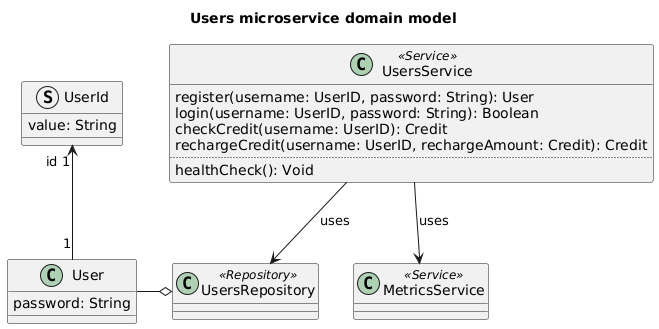 Users microservice domain model
«Service»
C UsersService
register(username: UserID, password: String): User
login(username: UserID, password: String): Boolean
checkCredit(username: UserID): Credit
rechargeCredit(username: UserID, rechargeAmount: Credit): Credit
healthCheck(): Void
S UserId
value: String
id 1
1
uses
uses
C User
password: String
«Repository»
C UsersRepository
«Service»
C MetricsService